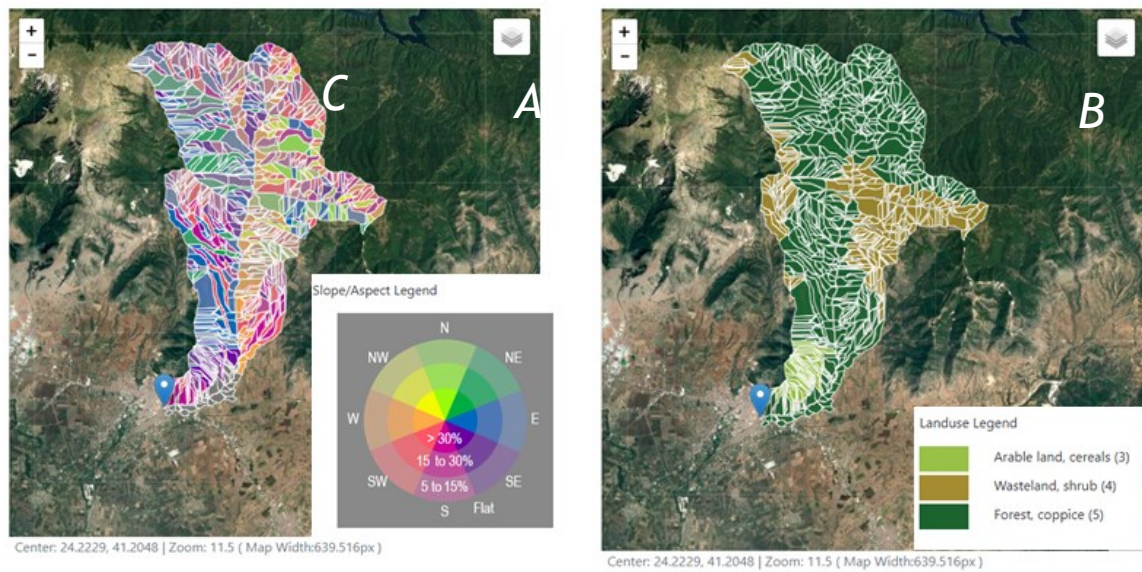 +
−
C
A
Slope/Aspect Legend
N
NW
NE
W
E
> 30%
15 to 30%
5 to 15%
SW
SE
S
Flat
Center: 24.2229, 41.2048 | Zoom: 11.5 ( Map Width:639.516px )
+
−
B
Landuse Legend
Arable land, cereals (3)
Wasteland, shrub (4)
Forest, coppice (5)
Center: 24.2229, 41.2048 | Zoom: 11.5 ( Map Width:639.516px )